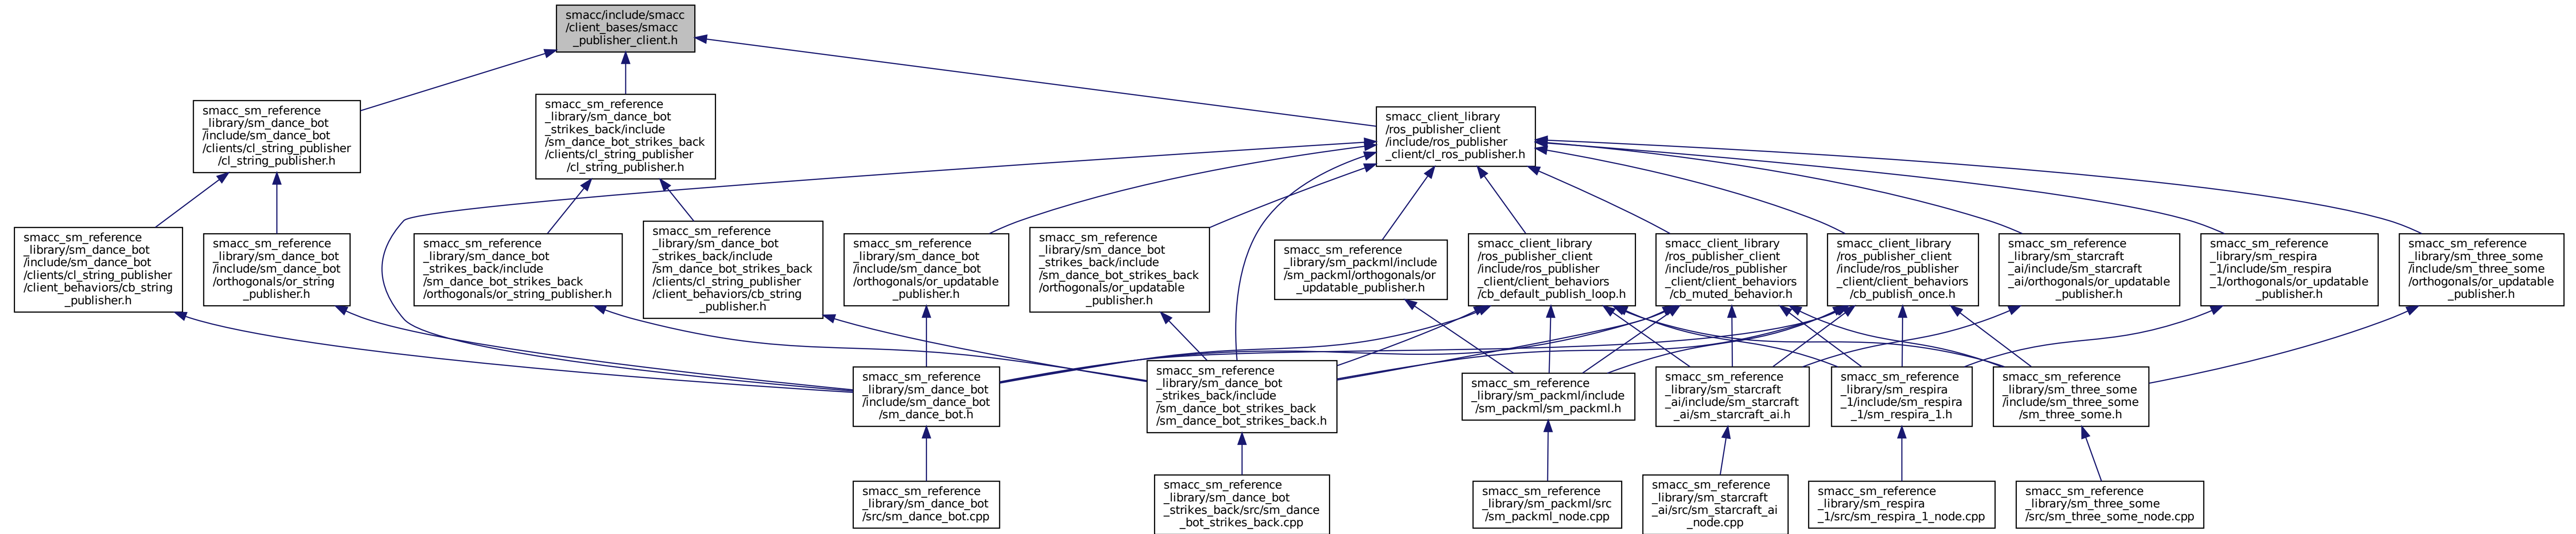 smacc/include/smacc
/client_bases/smacc
_publisher_client.h
smacc_sm_reference
_library/sm_dance_bot
/include/sm_dance_bot
/clients/cl_string_publisher
/cl_string_publisher.h
smacc_sm_reference
_library/sm_dance_bot
_strikes_back/include
/sm_dance_bot_strikes_back
/clients/cl_string_publisher
/cl_string_publisher.h
smacc_client_library
/ros_publisher_client
/include/ros_publisher
_client/cl_ros_publisher.h
smacc_sm_reference
_library/sm_dance_bot
/include/sm_dance_bot
/clients/cl_string_publisher
/client_behaviors/cb_string
_publisher.h
smacc_sm_reference
_library/sm_dance_bot
/include/sm_dance_bot
/orthogonals/or_string
_publisher.h
smacc_sm_reference
_library/sm_dance_bot
_strikes_back/include
/sm_dance_bot_strikes_back
/orthogonals/or_string_publisher.h
smacc_sm_reference
_library/sm_dance_bot
_strikes_back/include
/sm_dance_bot_strikes_back
/clients/cl_string_publisher
/client_behaviors/cb_string
_publisher.h
smacc_sm_reference
_library/sm_dance_bot
/include/sm_dance_bot
/orthogonals/or_updatable
_publisher.h
smacc_sm_reference
_library/sm_dance_bot
_strikes_back/include
/sm_dance_bot_strikes_back
/orthogonals/or_updatable
_publisher.h
smacc_sm_reference
_library/sm_packml/include
/sm_packml/orthogonals/or
_updatable_publisher.h
smacc_client_library
/ros_publisher_client
/include/ros_publisher
_client/client_behaviors
/cb_default_publish_loop.h
smacc_client_library
/ros_publisher_client
/include/ros_publisher
_client/client_behaviors
/cb_muted_behavior.h
smacc_client_library
/ros_publisher_client
/include/ros_publisher
_client/client_behaviors
/cb_publish_once.h
smacc_sm_reference
_library/sm_starcraft
_ai/include/sm_starcraft
_ai/orthogonals/or_updatable
_publisher.h
smacc_sm_reference
_library/sm_respira
_1/include/sm_respira
_1/orthogonals/or_updatable
_publisher.h
smacc_sm_reference
_library/sm_three_some
/include/sm_three_some
/orthogonals/or_updatable
_publisher.h
smacc_sm_reference
_library/sm_dance_bot
/include/sm_dance_bot
/sm_dance_bot.h
smacc_sm_reference
_library/sm_dance_bot
_strikes_back/include
/sm_dance_bot_strikes_back
/sm_dance_bot_strikes_back.h
smacc_sm_reference
_library/sm_packml/include
/sm_packml/sm_packml.h
smacc_sm_reference
_library/sm_starcraft
_ai/include/sm_starcraft
_ai/sm_starcraft_ai.h
smacc_sm_reference
_library/sm_respira
_1/include/sm_respira
_1/sm_respira_1.h
smacc_sm_reference
_library/sm_three_some
/include/sm_three_some
/sm_three_some.h
smacc_sm_reference
_library/sm_dance_bot
/src/sm_dance_bot.cpp
smacc_sm_reference
_library/sm_dance_bot
_strikes_back/src/sm_dance
_bot_strikes_back.cpp
smacc_sm_reference
_library/sm_packml/src
/sm_packml_node.cpp
smacc_sm_reference
_library/sm_starcraft
_ai/src/sm_starcraft_ai
_node.cpp
smacc_sm_reference
_library/sm_respira
_1/src/sm_respira_1_node.cpp
smacc_sm_reference
_library/sm_three_some
/src/sm_three_some_node.cpp